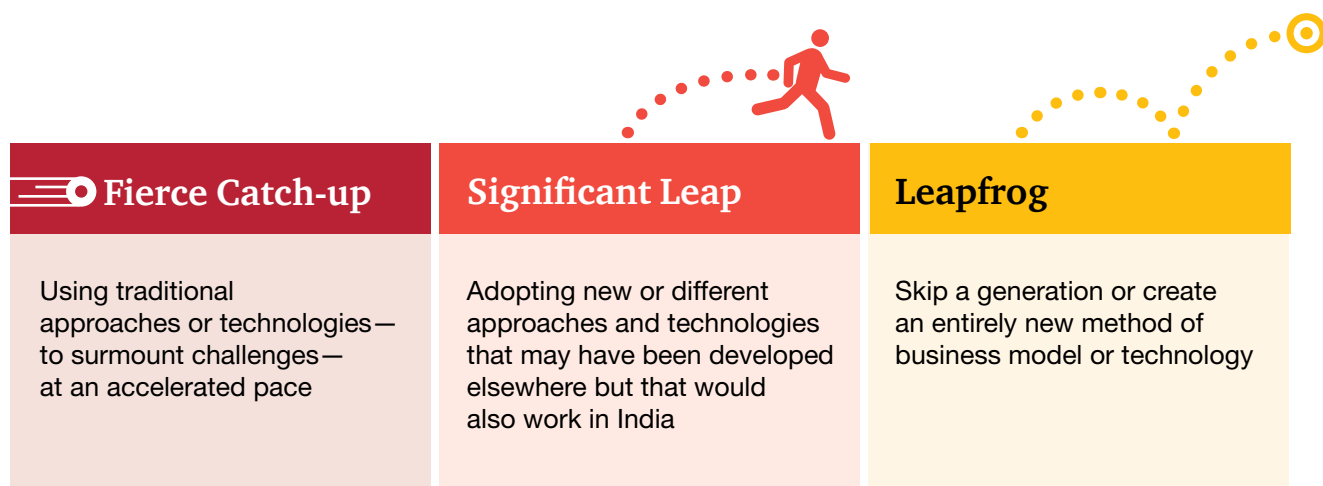 Fierce Catch-up
Using traditional
approaches or technologies—
to surmount challenges—
at an accelerated pace
Significant Leap
Adopting new or different
approaches and technologies
that may have been developed
elsewhere but that would
also work in India
Leapfrog
Skip a generation or create
an entirely new method of
business model or technology